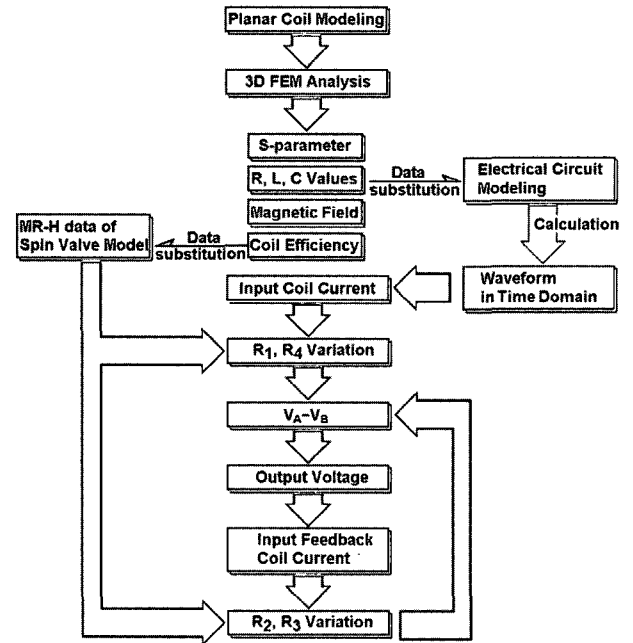 Planar Coil Modeling
3D FEM Analysis
S-parameter
R, L, C Values
Data
substitution
Electrical Circuit
Modeling
Magnetic Field
Calculation
MR-H data of
Spin Valve Model
Data
substitution
Coil Efficiency
Waveform
in Time Domain
Input Coil Current
R1, R4 Variation
VA-VB
Output Voltage
Input Feedback
Coil Current
R2, R3 Variation